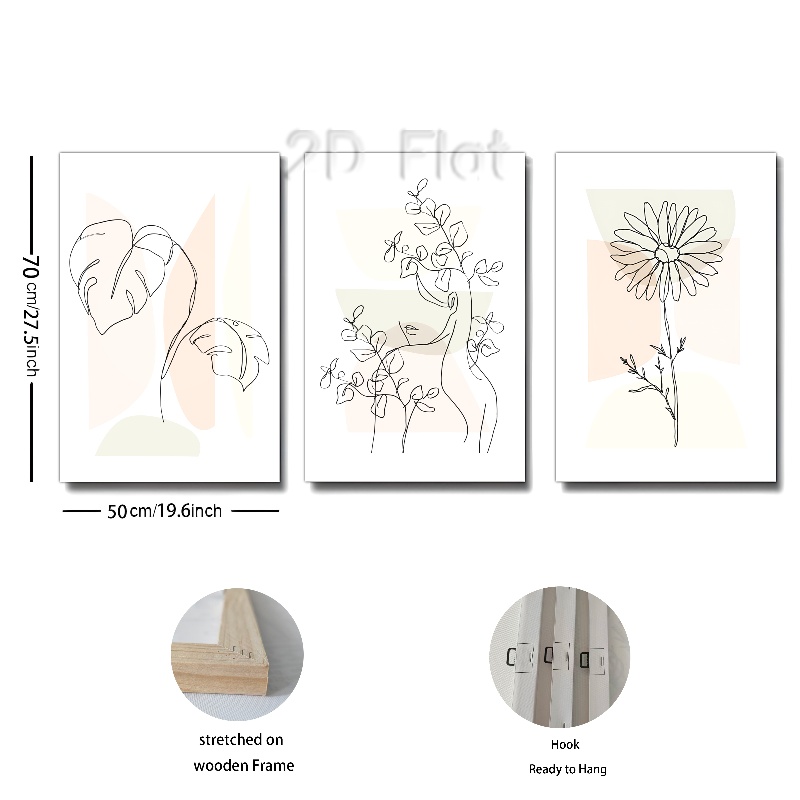 2D Flat
70 cm/27.5inch
50cm/19.6inch
stretched on
wooden Frame
Hook
Ready to Hang